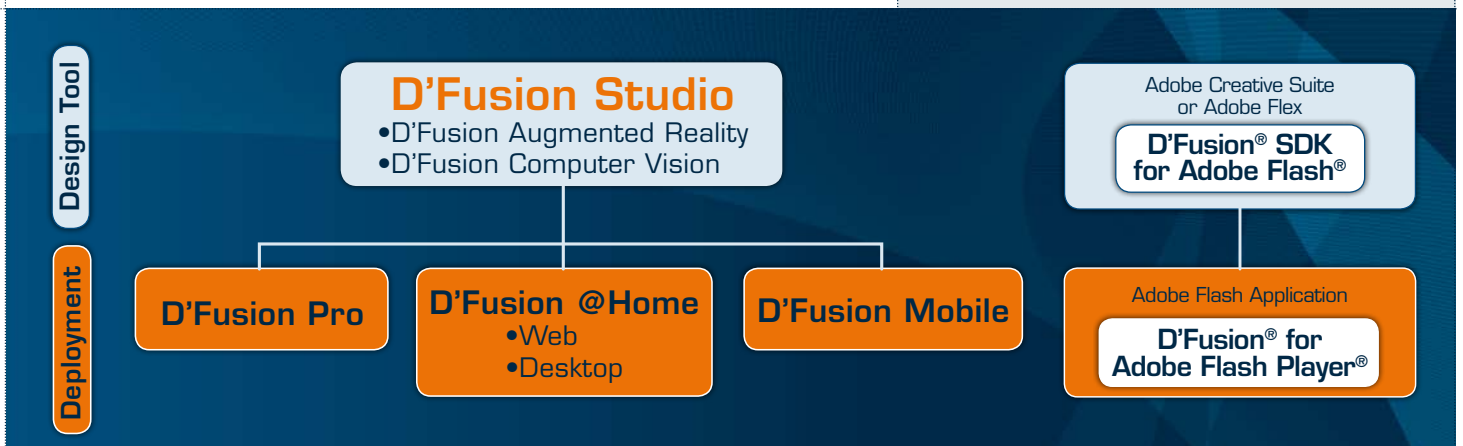 Design Tool
D’Fusion Studio
•D’Fusion Augmented Reality
•D’Fusion Computer Vision
Adobe Creative Suite
or Adobe Flex
D’Fusion® SDK
for Adobe Flash®
Deployment
D’Fusion Pro
D’Fusion @Home
•Web
•Desktop
D’Fusion Mobile
Adobe Flash Application
D’Fusion® for
Adobe Flash Player®